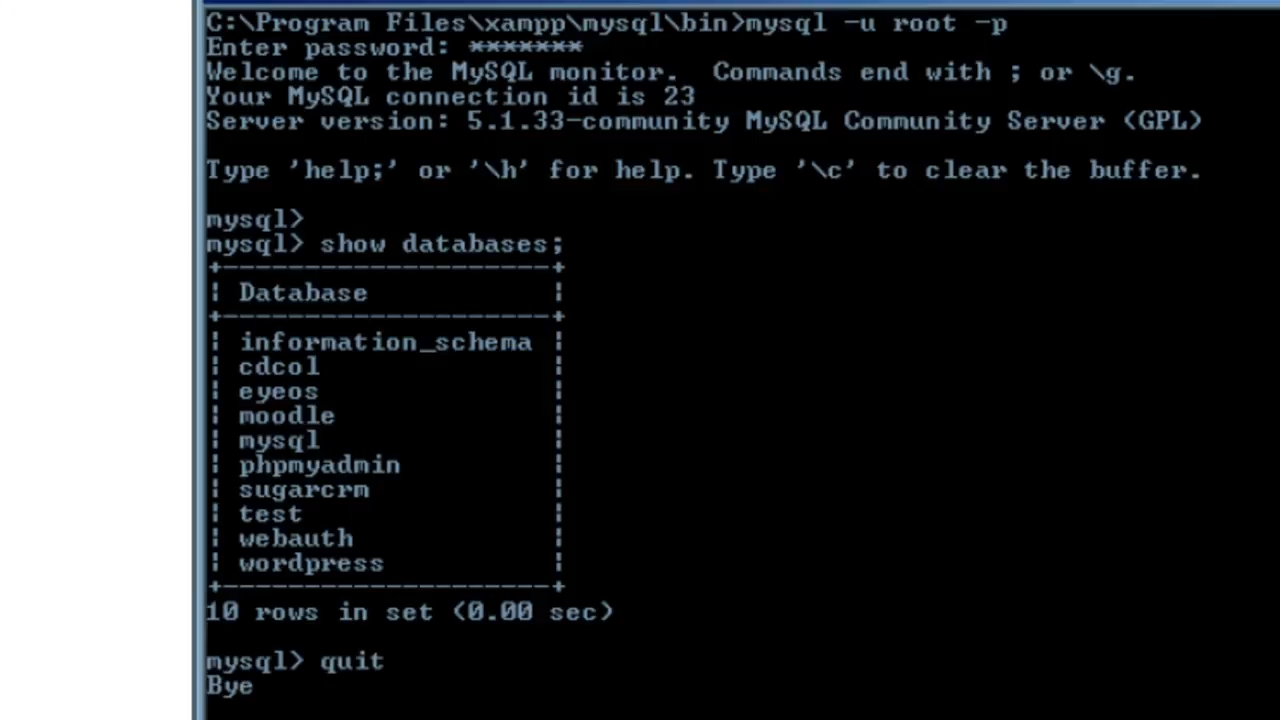 C:\Program Files\xampp\mysql\bin>mysql -u root -p
Enter password: *******
Welcome to the MySQL monitor.  Commands end with ; or \g.
Your MySQL connection id is 23
Server version: 5.1.33-community MySQL Community Server (GPL)
Type 'help;' or '\h' for help. Type '\c' to clear the buffer.
mysql>
mysql> show databases;
+--------------------+
| Database           |
+--------------------+
| information_schema |
| cdcol              |
| eyeos              |
| moodle             |
| mysql              |
| phpmyadmin         |
| sugarcrm           |
| test               |
| webauth            |
| wordpress          |
+--------------------+
10 rows in set (0.00 sec)
mysql> quit
Bye